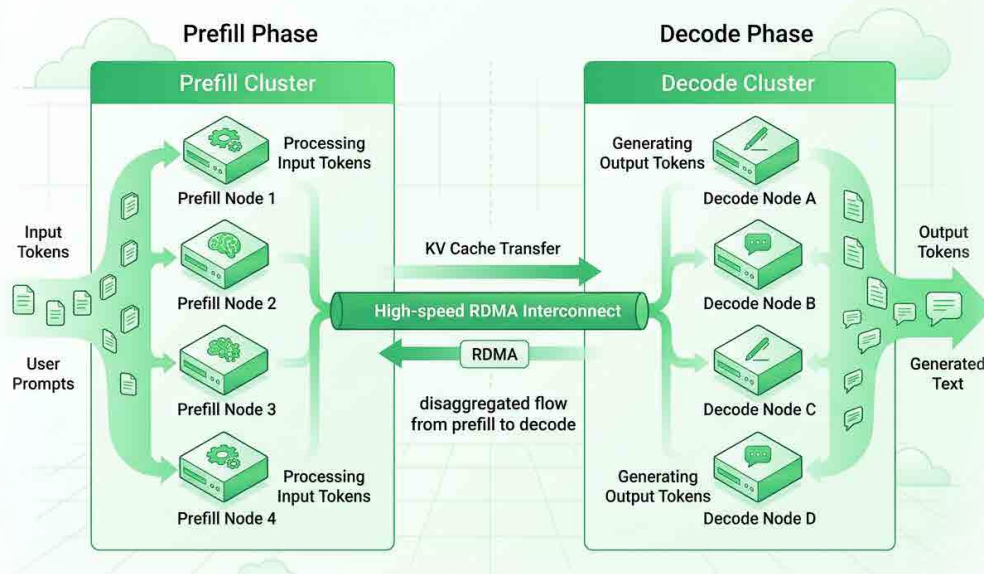 Prefill Phase
Prefill Cluster
Processing
Input Tokens
Prefill Node 1
Input
Tokens
Prefill Node 2
User
Prompts
Prefill Node 3
Processing
Input Tokens
Prefill Node 4
KV Cache Transfer
High-speed RDMA Interconnect
RDMA
disaggregated flow
from prefill to decode
Decode Phase
Decode Cluster
Generating
Output Tokens
Decode Node A
Decode Node B
Decode Node C
Generating
Output Tokens
Decode Node D
Output
Tokens
Generated
Text